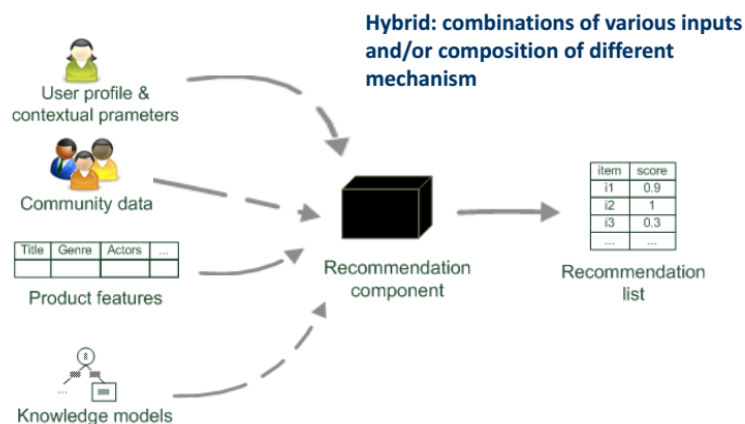 Hybrid: combinations of various inputs
and/or composition of different
mechanism
User profile &
contextual prameters
Community data
Title Genre Actors ...
Product features
...
Knowledge models
Recommendation
component
item score
i1 0.9
i2 1
i3 0.3
... ...
Recommendation
list